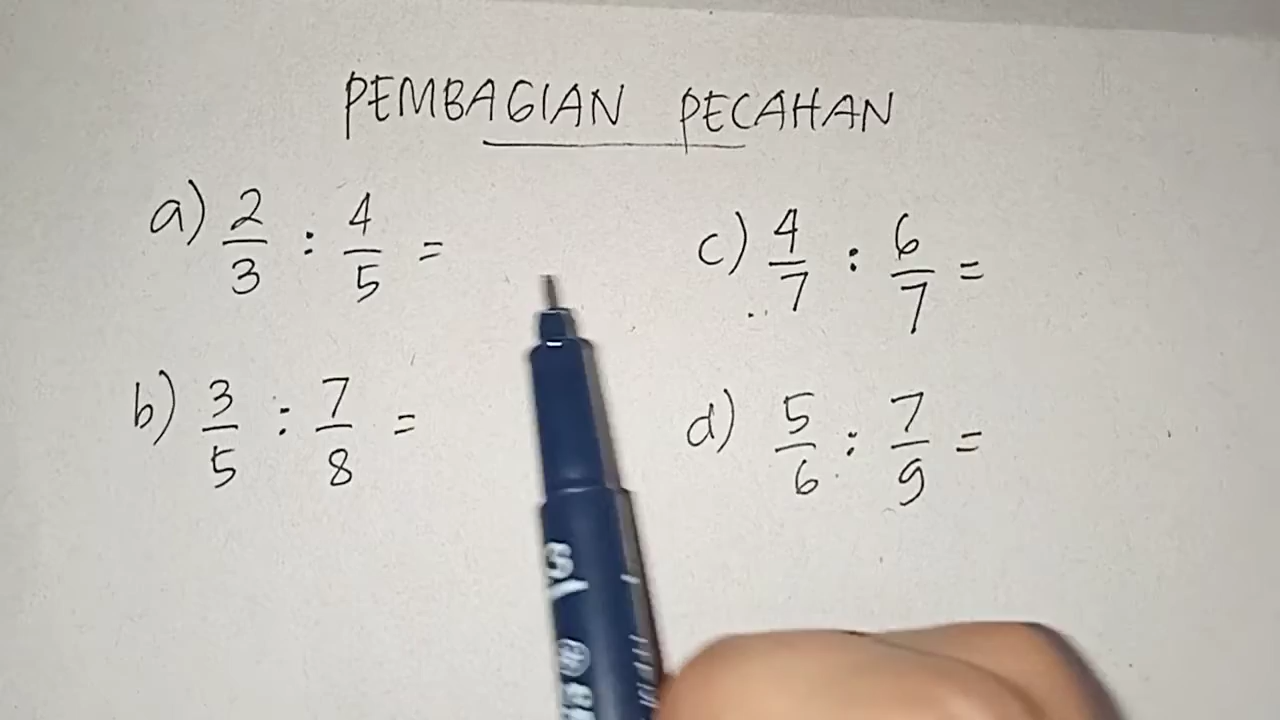 PEMBAGIAN PECAHAN
a) 2/3 : 4/5 =
b) 3/5 : 7/8 =
c) 4/7 : 6/7 =
d) 5/6 : 7/9 =